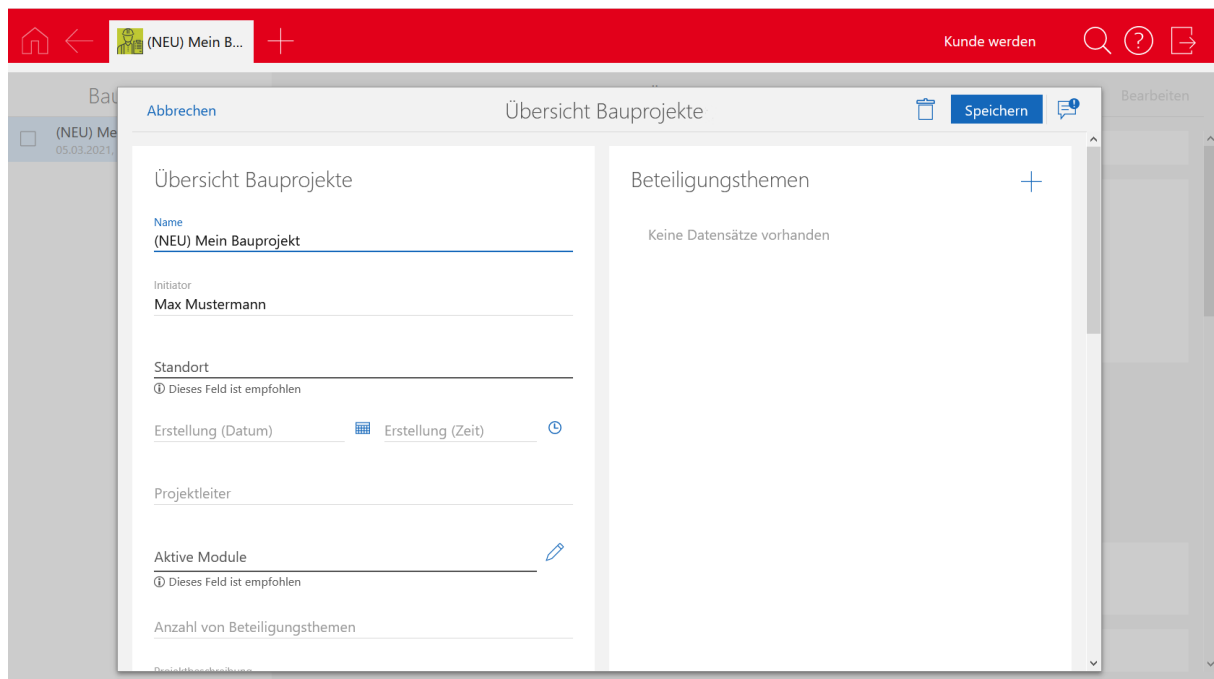 (NEU) Mein B...
Kunde werden
Bau
Bearbeiten
(NEU) Me
05.03.2021,
Abbrechen
Übersicht Bauprojekte
Speichern
Übersicht Bauprojekte
Name
(NEU) Mein Bauprojekt
Initiator
Max Mustermann
Standort
Dieses Feld ist empfohlen
Erstellung (Datum)
Erstellung (Zeit)
Projektleiter
Aktive Module
Dieses Feld ist empfohlen
Anzahl von Beteiligungsthemen
Projektbeschreibung
Beteiligungsthemen
Keine Datensätze vorhanden